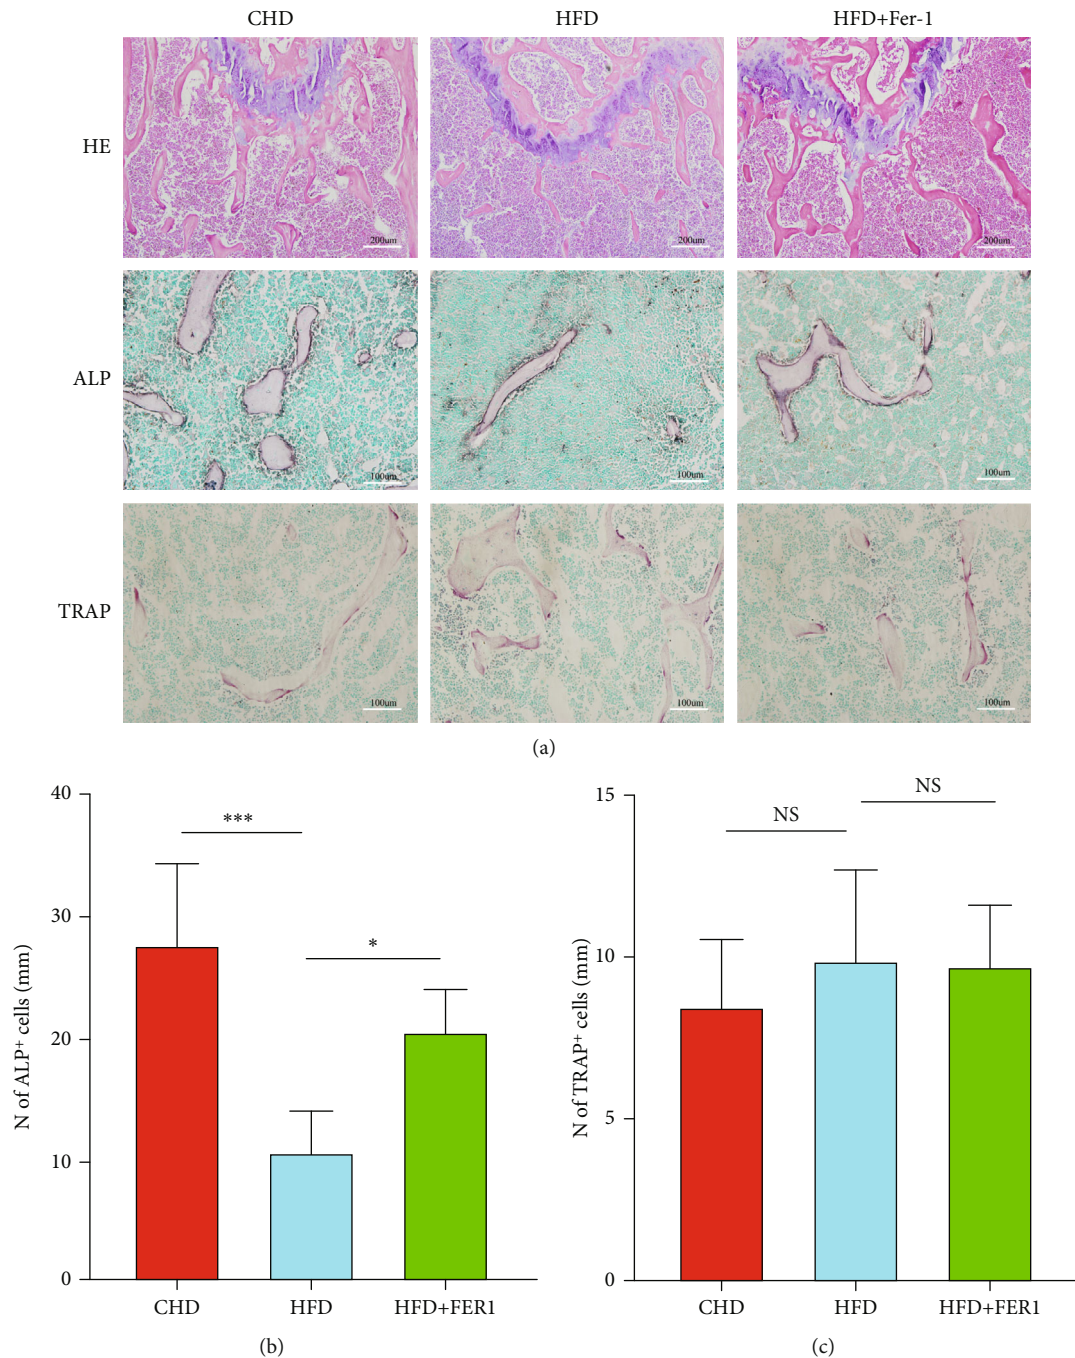 CHD HFD HFD+Fer-1
HE
200um 200um 200um
ALP
100um 100um 100um
TRAP
100um 100um 100um
(a)
N of ALP⁺ cells (mm)
40
30
20
10
0
***
*
CHD HFD HFD+FER1
(b)
N of TRAP⁺ cells (mm)
15
10
5
0
NS
NS
CHD HFD HFD+FER1
(c)